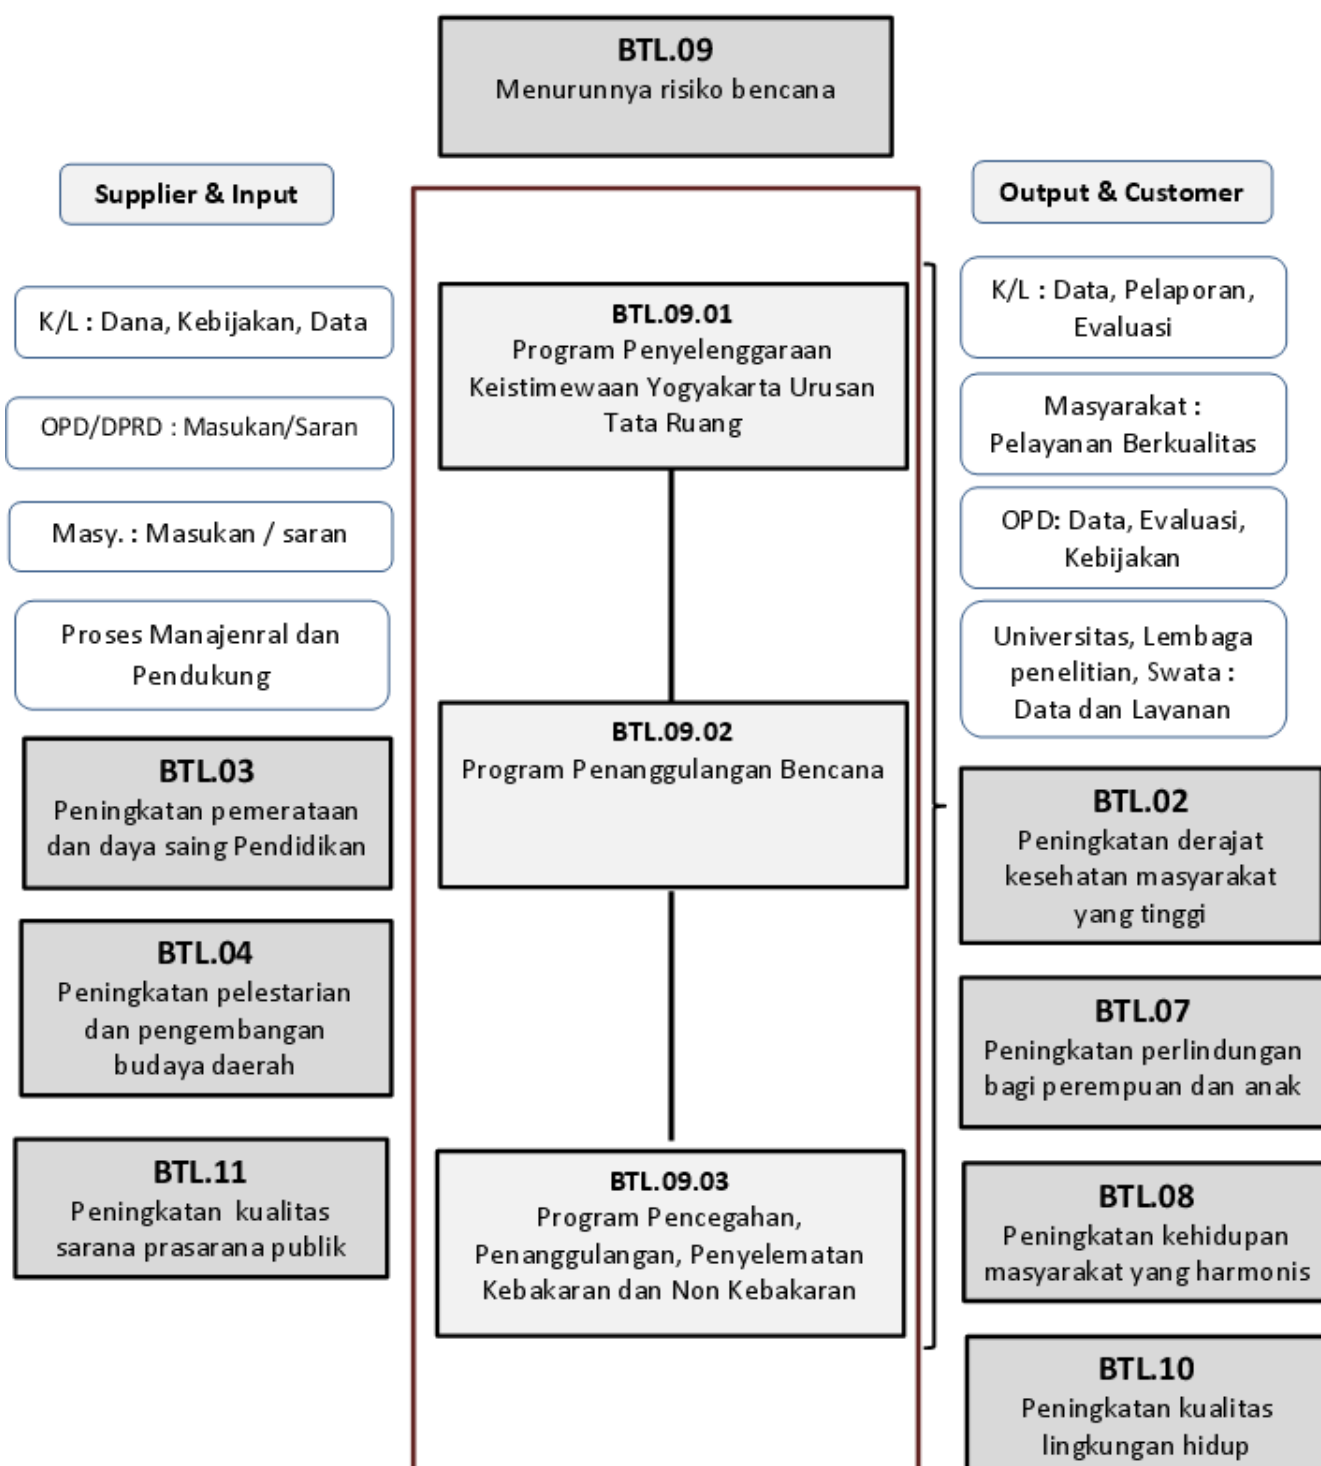 BTL.09
Menurunnya risiko bencana
Supplier & Input
K/L : Dana, Kebijakan, Data
OPD/DPRD : Masukan/Saran
Masy. : Masukan / saran
Proses Manajenral dan
Pendukung
BTL.03
Peningkatan pemerataan
dan daya saing Pendidikan
BTL.04
Peningkatan pelestarian
dan pengembangan
budaya daerah
BTL.11
Peningkatan kualitas
sarana prasarana publik
BTL.09.01
Program Penyelenggaraan
Keistimewaan Yogyakarta Urusan
Tata Ruang
BTL.09.02
Program Penanggulangan Bencana
BTL.09.03
Program Pencegahan,
Penanggulangan, Penyelematan
Kebakaran dan Non Kebakaran
Output & Customer
K/L : Data, Pelaporan,
Evaluasi
Masyarakat :
Pelayanan Berkualitas
OPD: Data, Evaluasi,
Kebijakan
Universitas, Lembaga
penelitian, Swata :
Data dan Layanan
BTL.02
Peningkatan derajat
kesehatan masyarakat
yang tinggi
BTL.07
Peningkatan perlindungan
bagi perempuan dan anak
BTL.08
Peningkatan kehidupan
masyarakat yang harmonis
BTL.10
Peningkatan kualitas
lingkungan hidup